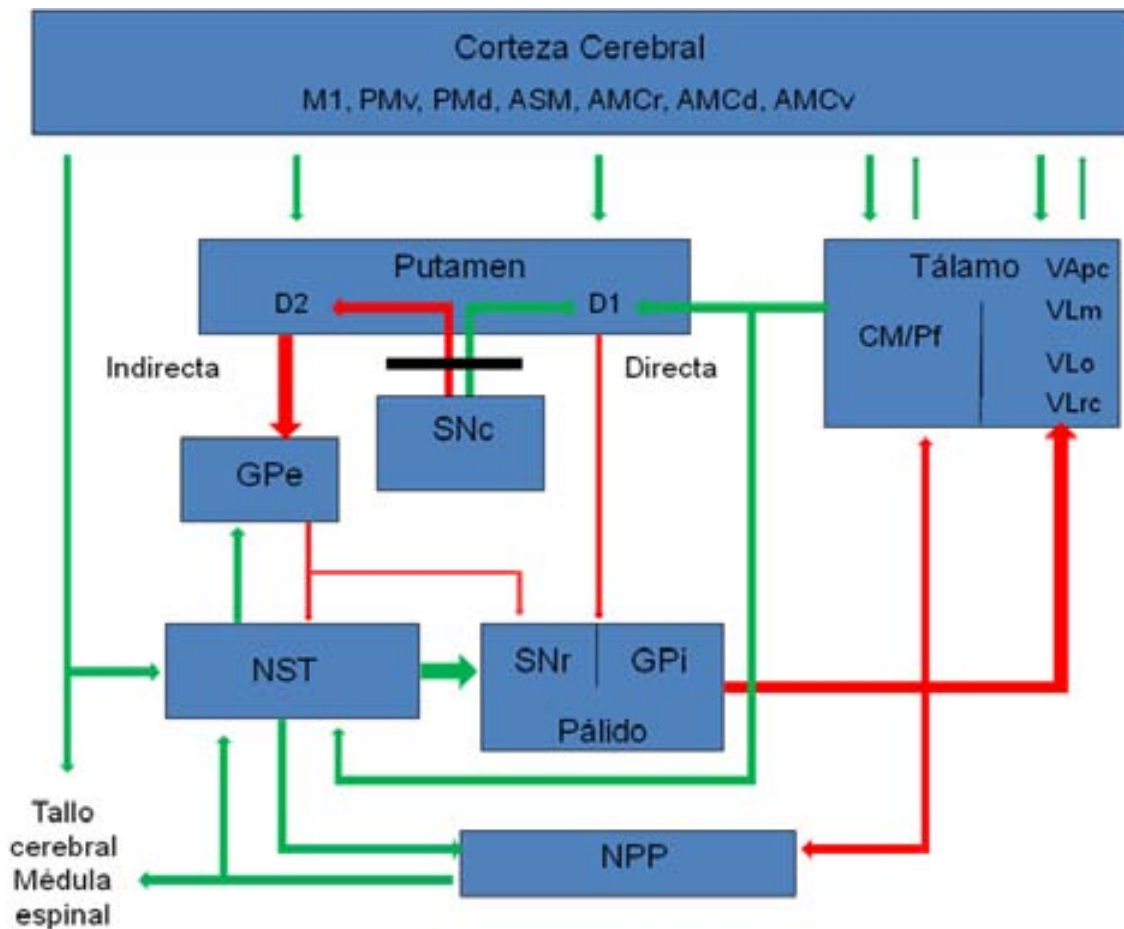 Corteza Cerebral
M1, PMv, PMd, ASM, AMCr, AMCd, AMCv
Putamen
D2
D1
Tálamo
VApc
VLm
CM/Pf
VLo
VLrc
Indirecta
Directa
SNc
GPe
NST
SNr
GPi
Pálido
NPP
Tallo
cerebral
Médula
espinal